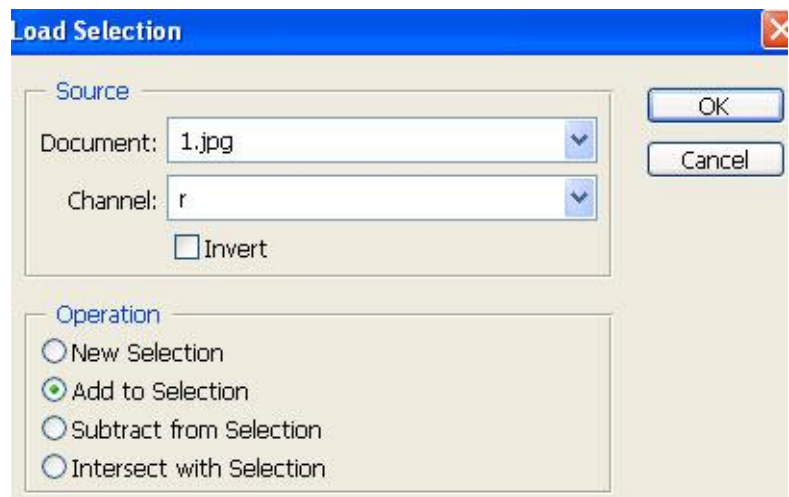 Load Selection
Source
OK
Document: 1.jpg
Cancel
Channel: r
Invert
Operation
New Selection
Add to Selection
Subtract from Selection
Intersect with Selection